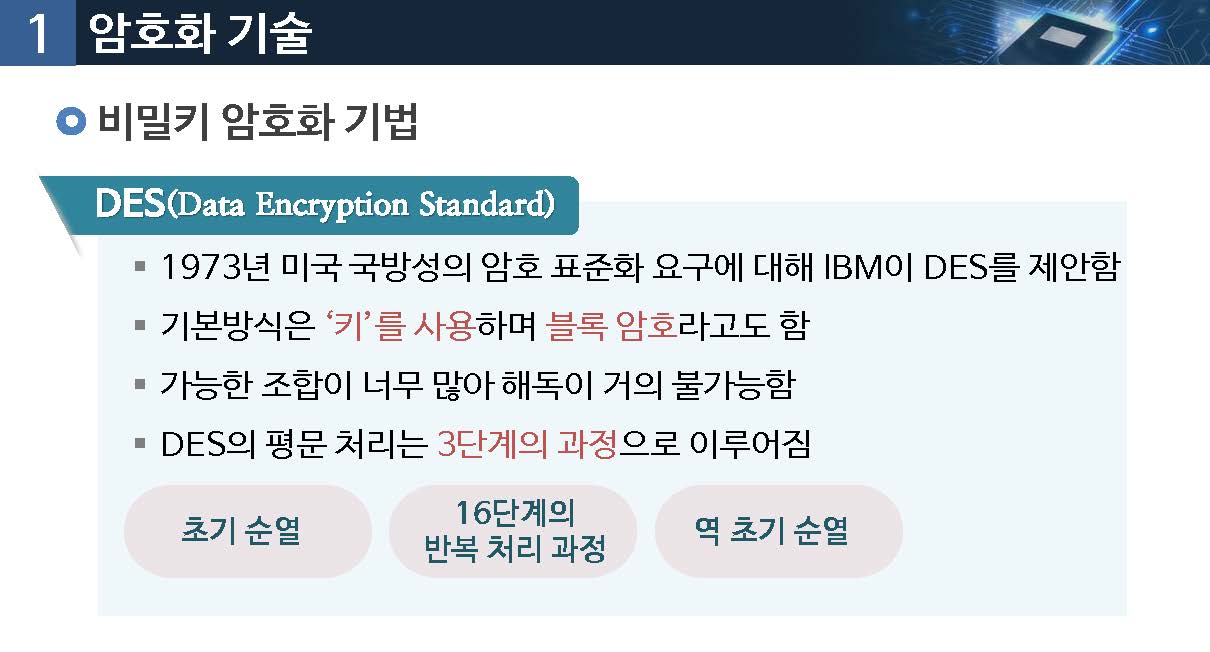 1 암호화 기술
비밀키 암호화 기법
DES(Data Encryption Standard)
▪ 1973년 미국 국방성의 암호 표준화 요구에 대해 IBM이 DES를 제안함
▪ 기본방식은 ‘키’를 사용하며 블록 암호라고도 함
▪ 가능한 조합이 너무 많아 해독이 거의 불가능함
▪ DES의 평문 처리는 3단계의 과정으로 이루어짐
초기 순열
16단계의
반복 처리 과정
역 초기 순열